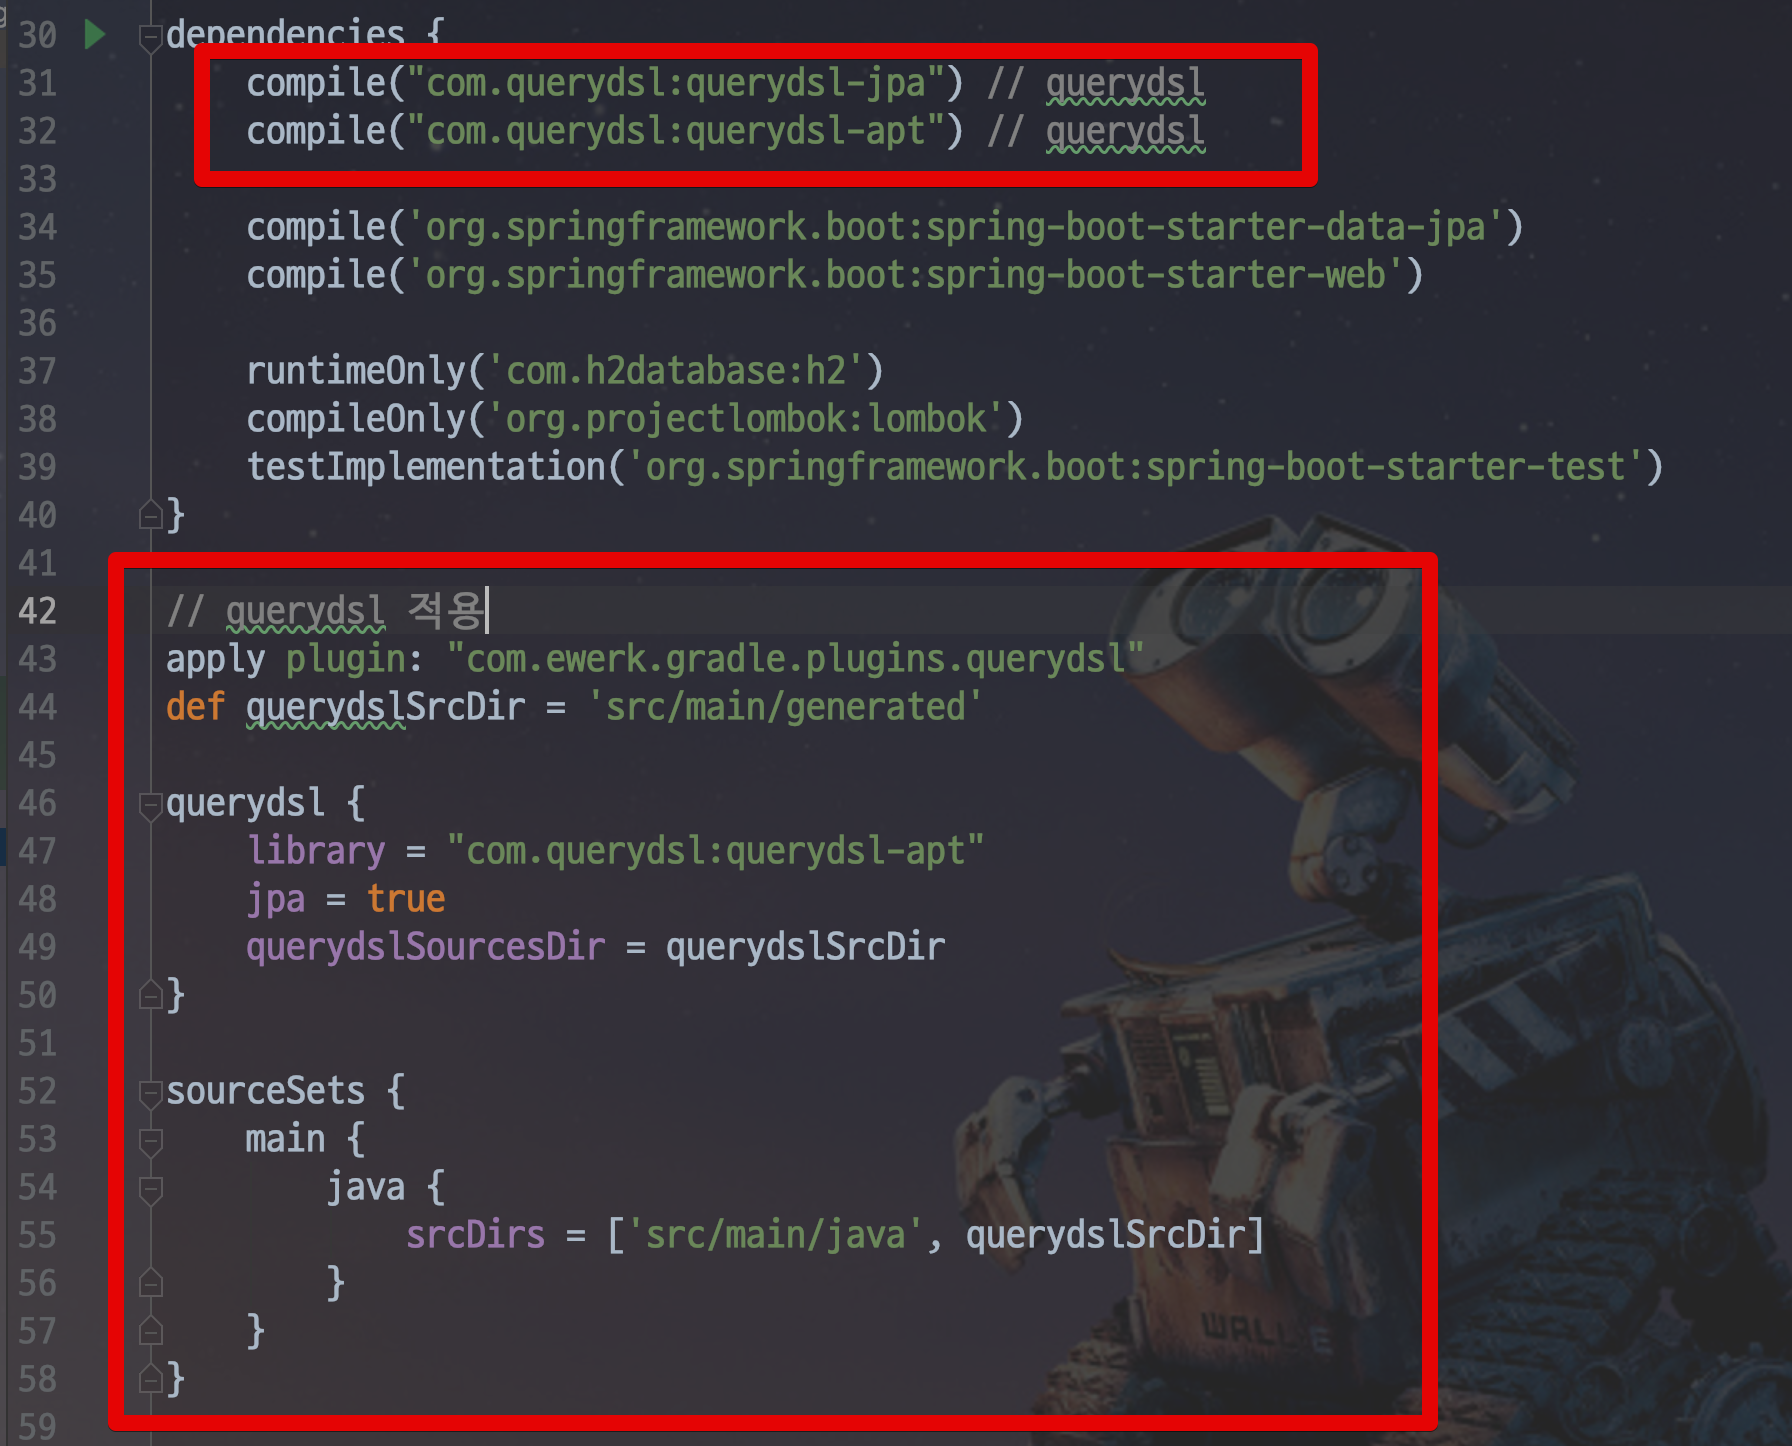 30 dependencies {
31 compile("com.querydsl:querydsl-jpa") // querydsl
32 compile("com.querydsl:querydsl-apt") // querydsl
33
34 compile('org.springframework.boot:spring-boot-starter-data-jpa')
35 compile('org.springframework.boot:spring-boot-starter-web')
36
37 runtimeOnly('com.h2database:h2')
38 compileOnly('org.projectlombok:lombok')
39 testImplementation('org.springframework.boot:spring-boot-starter-test')
40 }
41
42 // querydsl 적용
43 apply plugin: "com.ewerk.gradle.plugins.querydsl"
44 def querydslSrcDir = 'src/main/generated'
45
46 querydsl {
47 library = "com.querydsl:querydsl-apt"
48 jpa = true
49 querydslSourcesDir = querydslSrcDir
50 }
51
52 sourceSets {
53 main {
54 java {
55 srcDirs = ['src/main/java', querydslSrcDir]
56 }
57 }
58 }
59
WALL·E